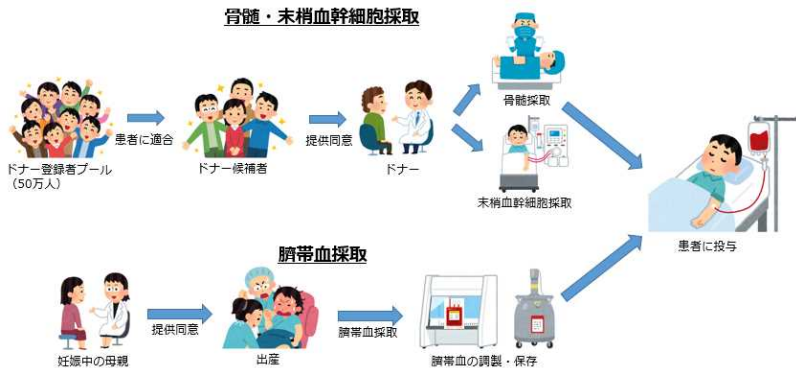 骨髄・末梢血幹細胞採取
ドナー登録者プール
（50万人）
患者に適合
ドナー候補者
提供同意
ドナー
骨髄採取
末梢血幹細胞採取
患者に投与
臍帯血採取
妊娠中の母親
提供同意
出産
臍帯血採取
臍帯血の調製・保存